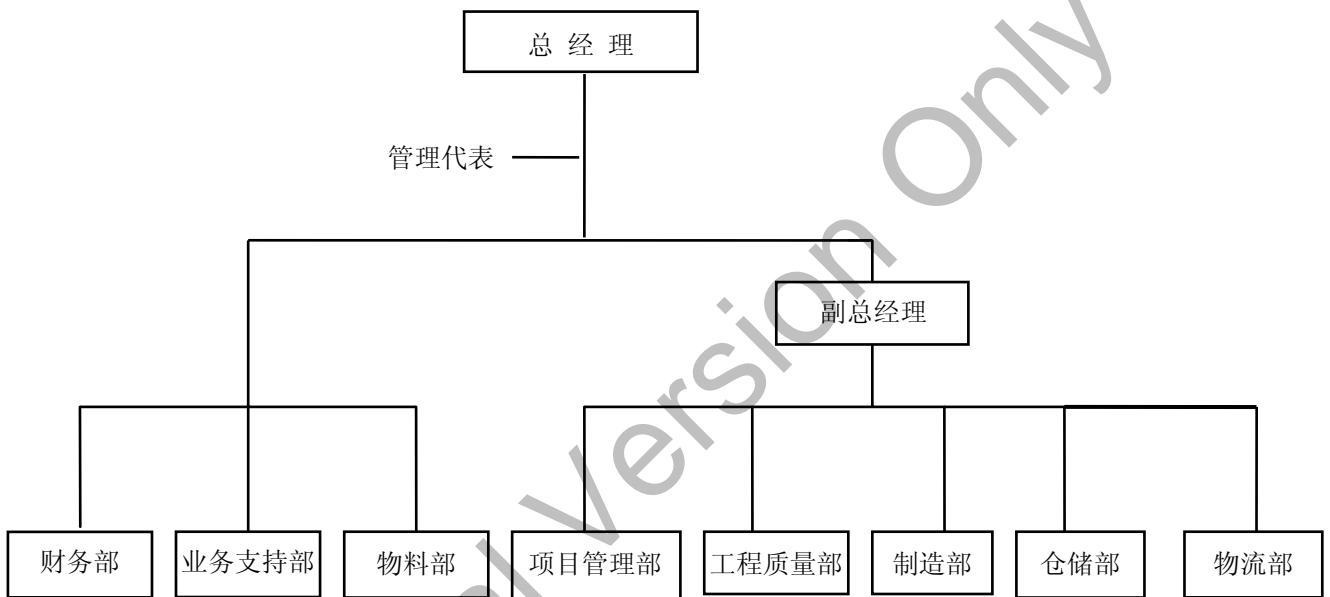 总 经 理
管理代表
副总经理
财务部
业务支持部
物料部
项目管理部
工程质量部
制造部
仓储部
物流部
Version Only